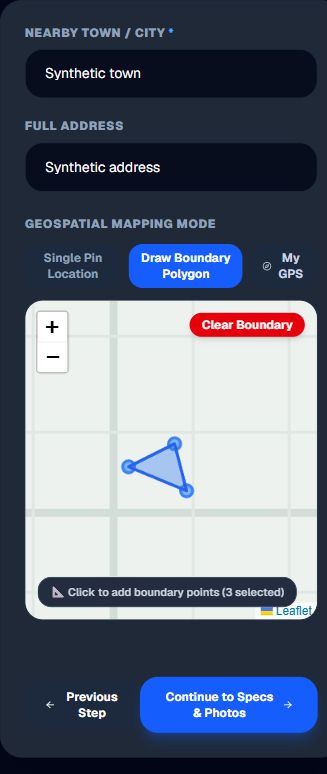 NEARBY TOWN / CITY *
Synthetic town
FULL ADDRESS
Synthetic address
GEOSPATIAL MAPPING MODE
Single Pin
Location
Draw Boundary
Polygon
My
GPS
+
Clear Boundary
−
Click to add boundary points (3 selected)
Leaflet
← Previous
Step
Continue to Specs →
& Photos